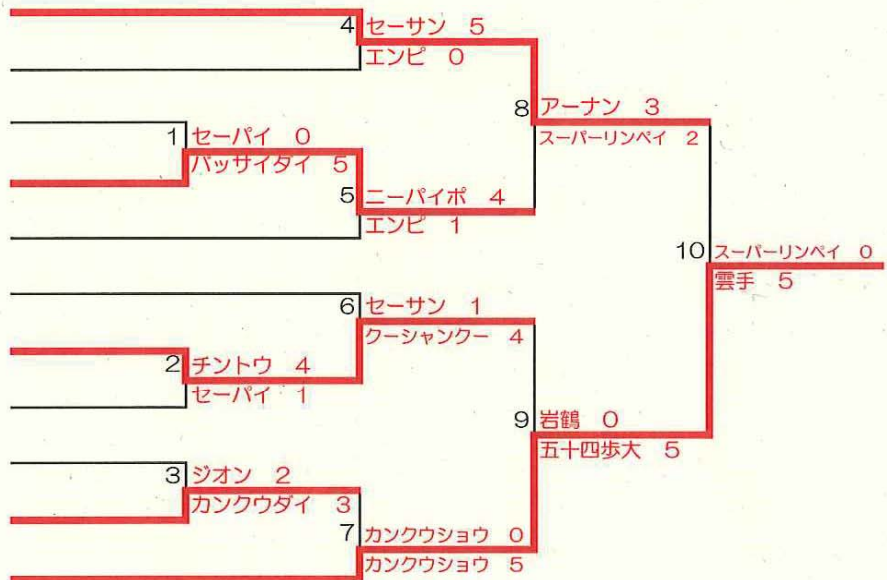 4 セーサン 5
エンピ 0
8 アーナン 3
スーパーリンペイ 2
1 セーパイ 0
バッサイダイ 5
5 ニーパイポ 4
エンピ 1
10 スーパーリンペイ 0
雲手 5
6 セーサン 1
クーシャンクー 4
2 チントウ 4
セーパイ 1
9 岩鶴 0
五十四歩大 5
3 ジオン 2
カンクウダイ 3
7 カンクウショウ 0
カンクウショウ 5